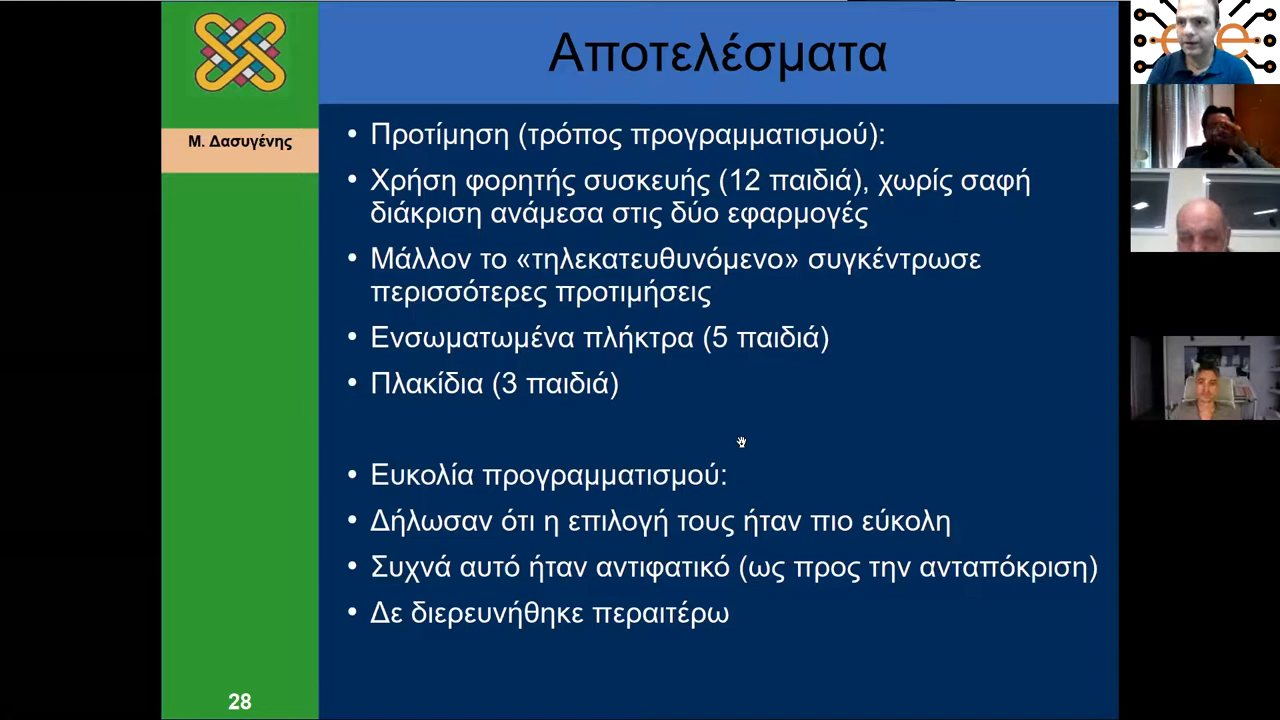 Αποτελέσματα
Μ. Δασυγένης
• Προτίμηση (τρόπος προγραμματισμού):
• Χρήση φορητής συσκευής (12 παιδιά), χωρίς σαφή
διάκριση ανάμεσα στις δύο εφαρμογές
• Μάλλον το «τηλεκατευθυνόμενο» συγκέντρωσε
περισσότερες προτιμήσεις
• Ενσωματωμένα πλήκτρα (5 παιδιά)
• Πλακίδια (3 παιδιά)
• Ευκολία προγραμματισμού:
• Δήλωσαν ότι η επιλογή τους ήταν πιο εύκολη
• Συχνά αυτό ήταν αντιφατικό (ως προς την ανταπόκριση)
• Δε διερευνήθηκε περαιτέρω
28